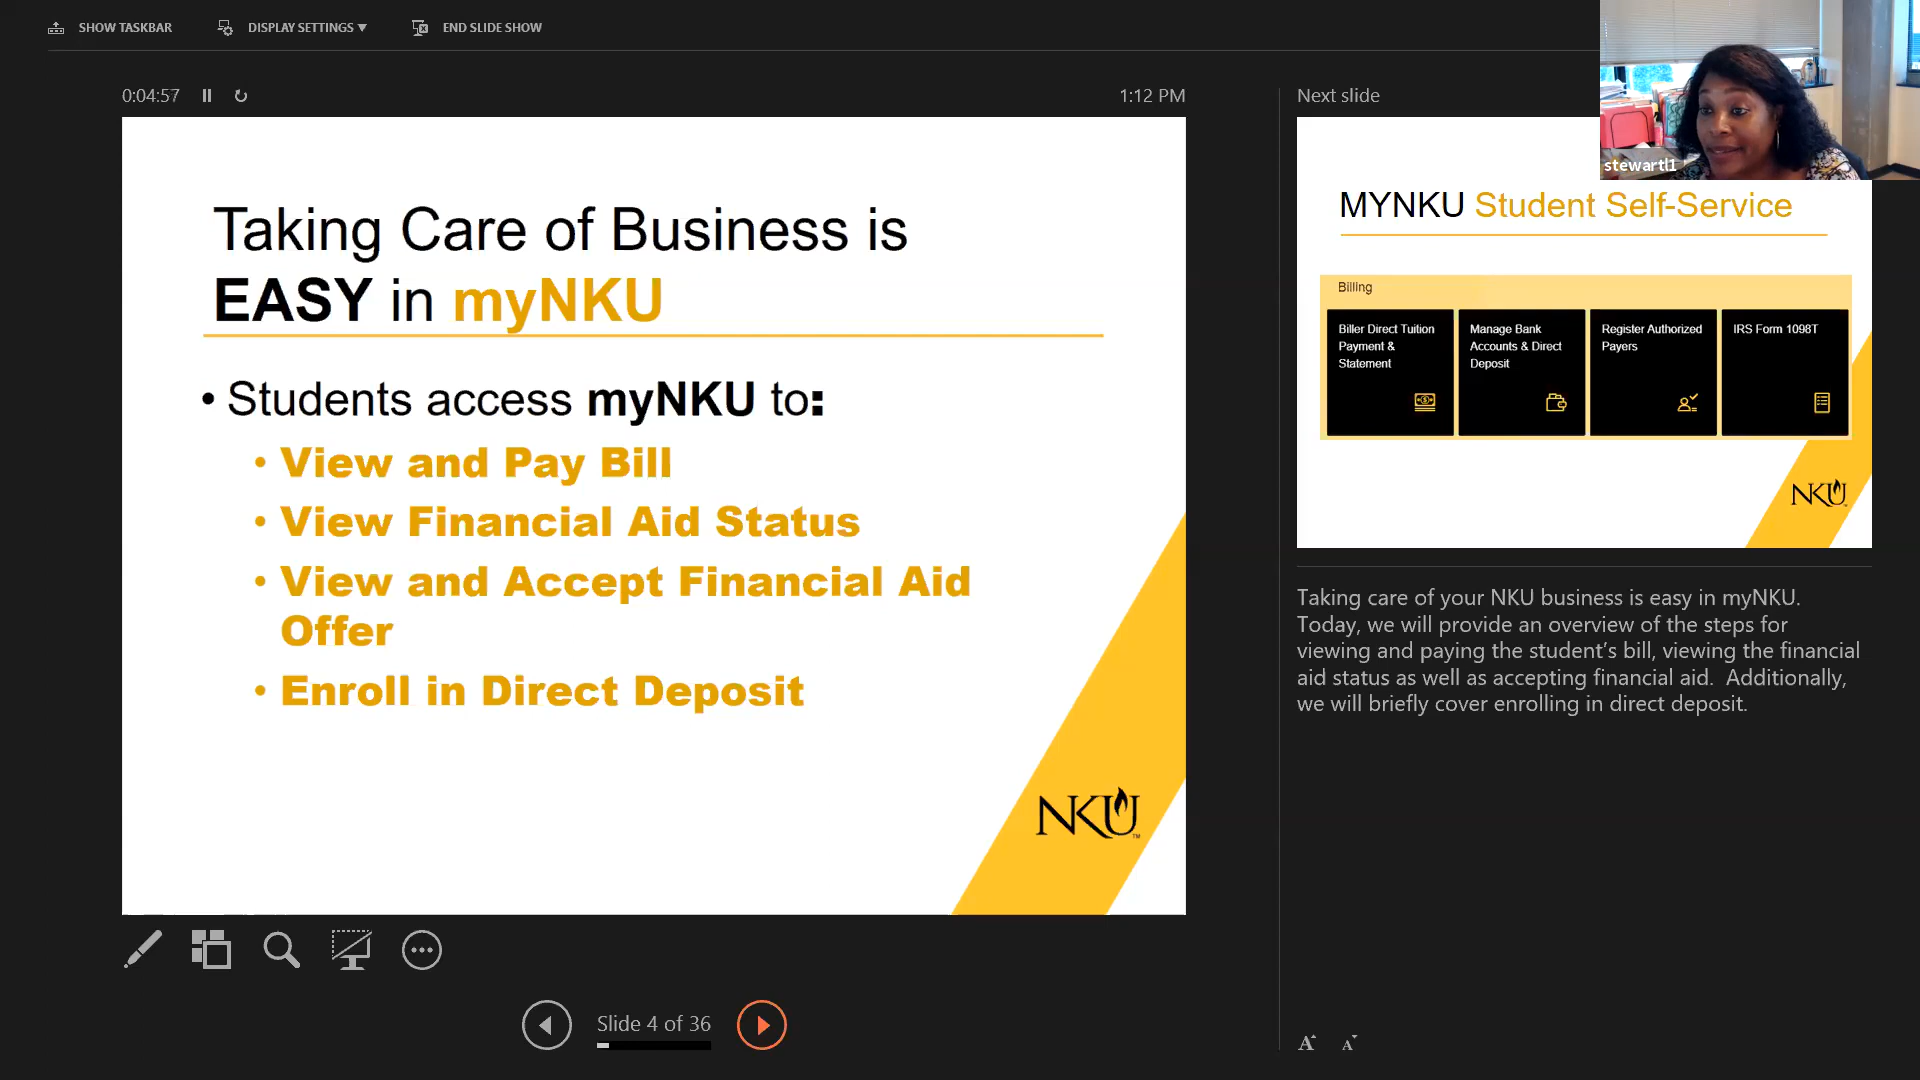 SHOW TASKBAR
DISPLAY SETTINGS
END SLIDE SHOW
0:04:57
1:12 PM
Taking Care of Business is
EASY in myNKU
• Students access myNKU to:
• View and Pay Bill
• View Financial Aid Status
• View and Accept Financial Aid
Offer
• Enroll in Direct Deposit
NKU
TM
Slide 4 of 36
Next slide
stewartl1
MYNKU Student Self-Service
Billing
Biller Direct Tuition
Payment &
Statement
Manage Bank
Accounts & Direct
Deposit
Register Authorized
Payers
IRS Form 1098T
NKU
Taking care of your NKU business is easy in myNKU.
Today, we will provide an overview of the steps for
viewing and paying the student’s bill, viewing the financial
aid status as well as accepting financial aid.  Additionally,
we will briefly cover enrolling in direct deposit.
A A